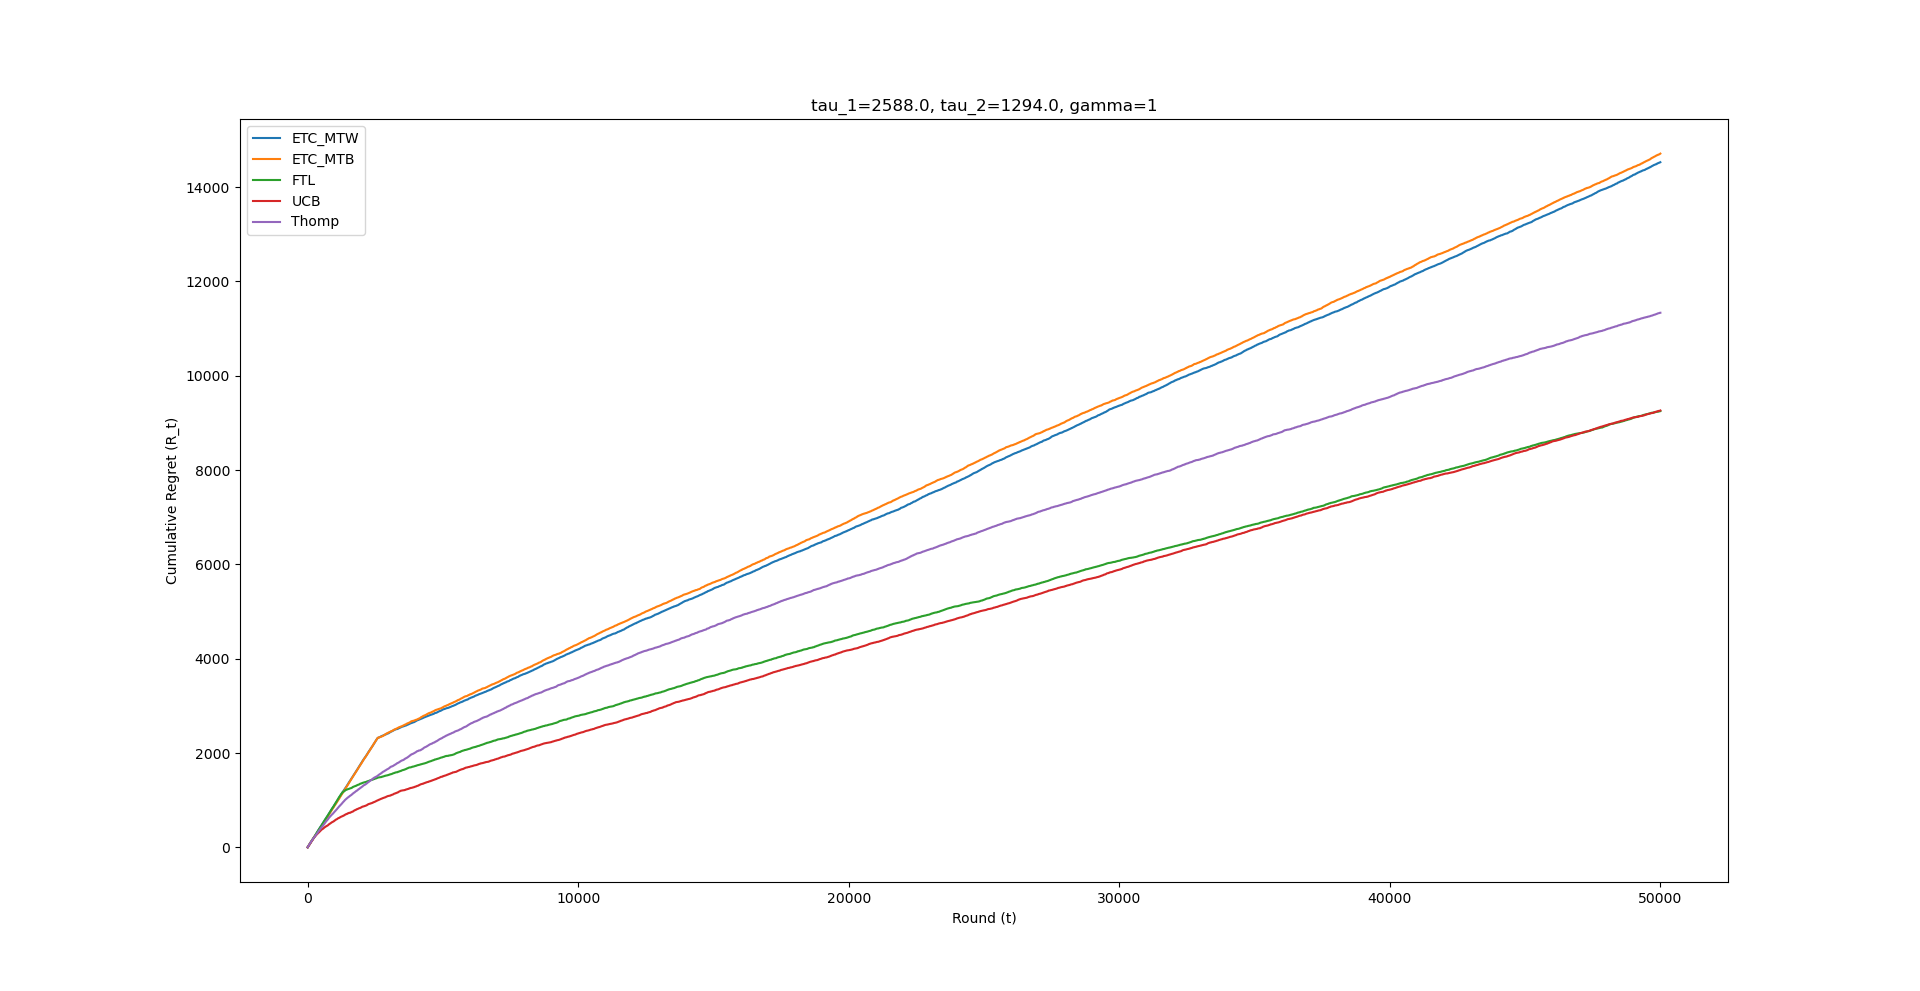 tau_1=2588.0, tau_2=1294.0, gamma=1
ETC_MTW
ETC_MTB
FTL
UCB
Thomp
Cumulative Regret (R_t)
14000
12000
10000
8000
6000
4000
2000
0
0 10000 20000 30000 40000 50000
Round (t)